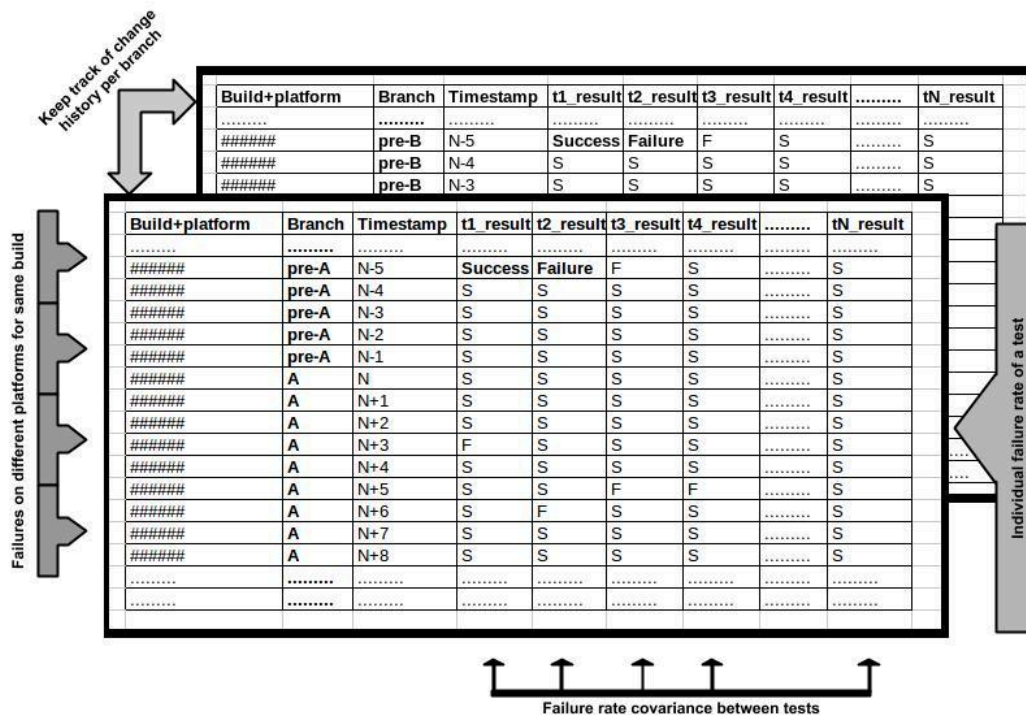 Keep track of change
history per branch
Build+platform Branch Timestamp t1_result t2_result t3_result t4_result ......... tN_result
......... ......... ......... ......... ......... ......... ......... ......... .........
###### pre-B N-5 Success Failure F S ......... S
###### pre-B N-4 S S S S ......... S
###### pre-B N-3 S S S S ......... S
Build+platform Branch Timestamp t1_result t2_result t3_result t4_result ......... tN_result
......... ......... ......... ......... ......... ......... ......... ......... .........
###### pre-A N-5 Success Failure F S ......... S
###### pre-A N-4 S S S S ......... S
###### pre-A N-3 S S S S ......... S
###### pre-A N-2 S S S S ......... S
###### pre-A N-1 S S S S ......... S
###### A N S S S S ......... S
###### A N+1 S S S S ......... S
###### A N+2 S S S S ......... S
###### A N+3 F S S S ......... S
###### A N+4 S S S S ......... S
###### A N+5 S S F F ......... S
###### A N+6 S F S S ......... S
###### A N+7 S S S S ......... S
###### A N+8 S S S S ......... S
......... ......... ......... ......... ......... ......... ......... ......... .........
......... ......... ......... ......... ......... ......... ......... ......... .........
Failures on different platforms for same build
Individual failure rate of a test
Failure rate covariance between tests